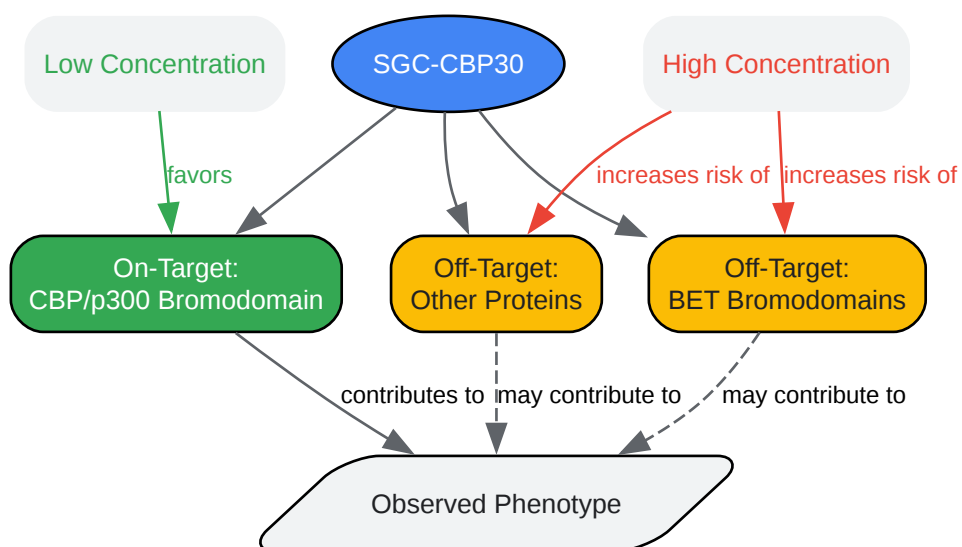 Low Concentration
SGC-CBP30
High Concentration
favors
increases risk of
increases risk of
On-Target:
CBP/p300 Bromodomain
Off-Target:
Other Proteins
Off-Target:
BET Bromodomains
contributes to
may contribute to
may contribute to
Observed Phenotype